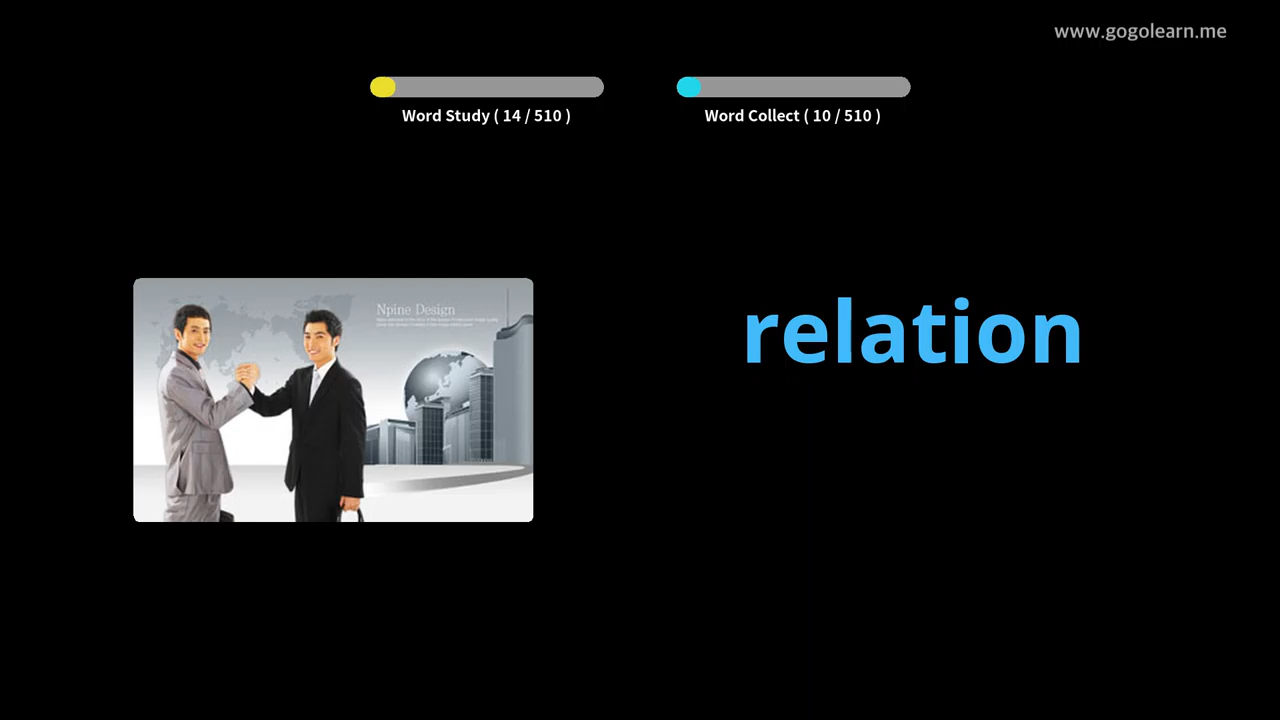 www.gogolearn.me
Word Study ( 14 / 510 )
Word Collect ( 10 / 510 )
Npine Design
relation